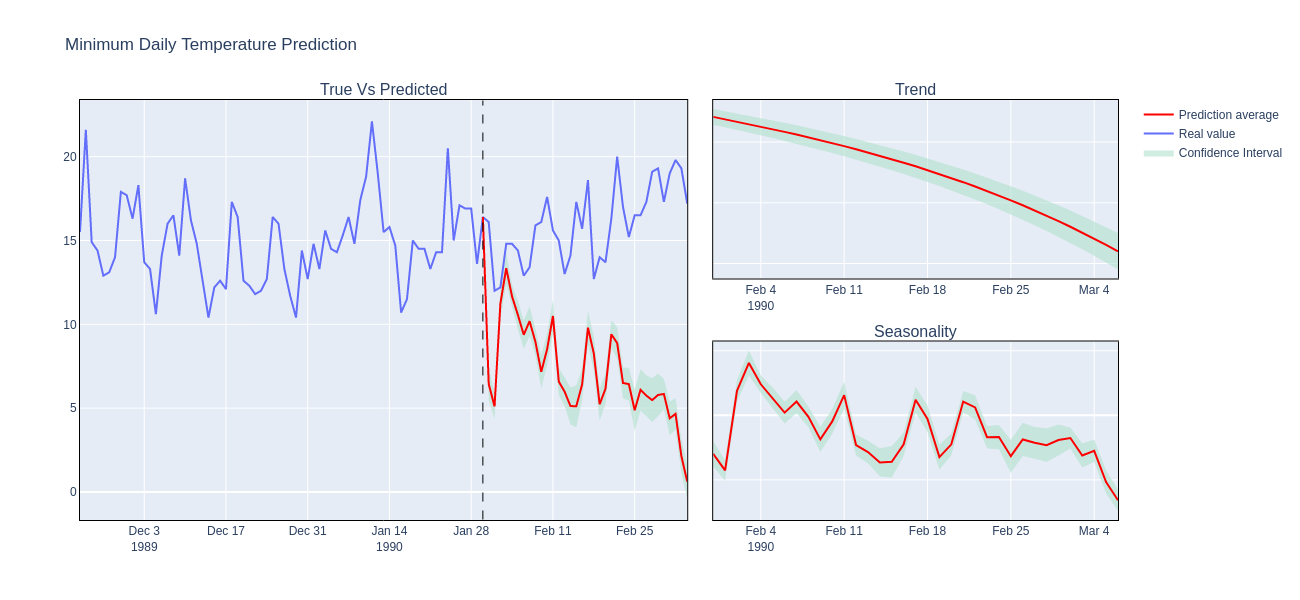 Minimum Daily Temperature Prediction
True Vs Predicted
20
15
10
5
0
Dec 3 Dec 17 Dec 31 Jan 14 Jan 28 Feb 11 Feb 25
1989 1990
Trend
Feb 4 Feb 11 Feb 18 Feb 25 Mar 4
1990
Seasonality
Feb 4 Feb 11 Feb 18 Feb 25 Mar 4
1990
Prediction average
Real value
Confidence Interval